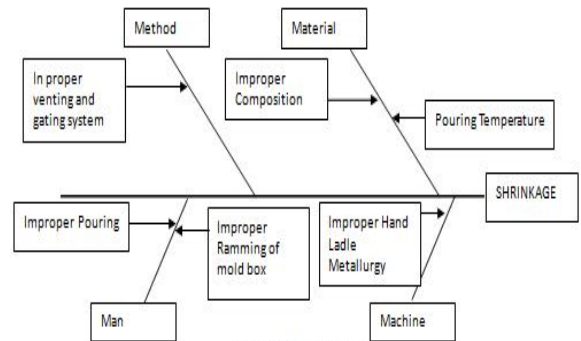 Method
Material
In proper
venting and
gating system
Improper
Composition
Pouring Temperature
SHRINKAGE
Improper Pouring
Improper
Ramming of
mold box
Improper Hand
Ladle
Metallurgy
Man
Machine